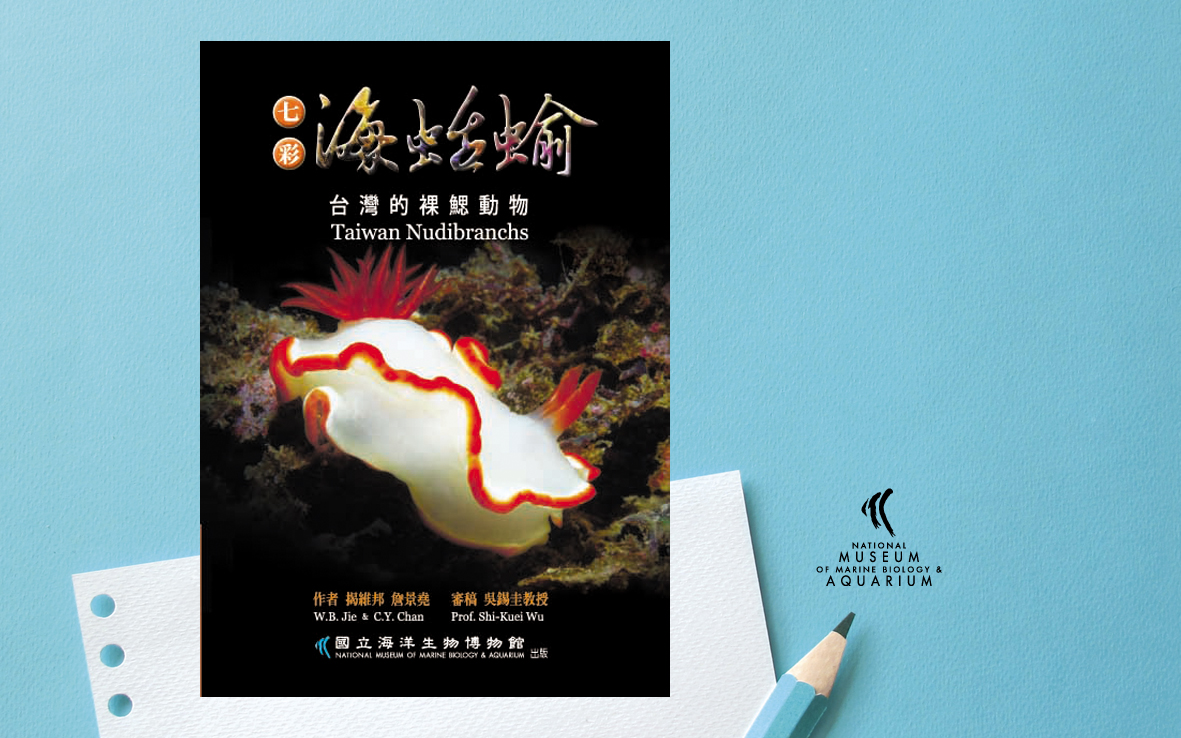 七彩
海蛞蝓
台灣的裸鰓動物
Taiwan Nudibranchs
作者 揭維邦 詹景堯 審稿 吳錫圭教授
W.B. Jie & C.Y. Chan Prof. Shi-Kuei Wu
國立海洋生物博物館
NATIONAL MUSEUM OF MARINE BIOLOGY & AQUARIUM 出版
NATIONAL
MUSEUM
OF MARINE BIOLOGY &
AQUARIUM